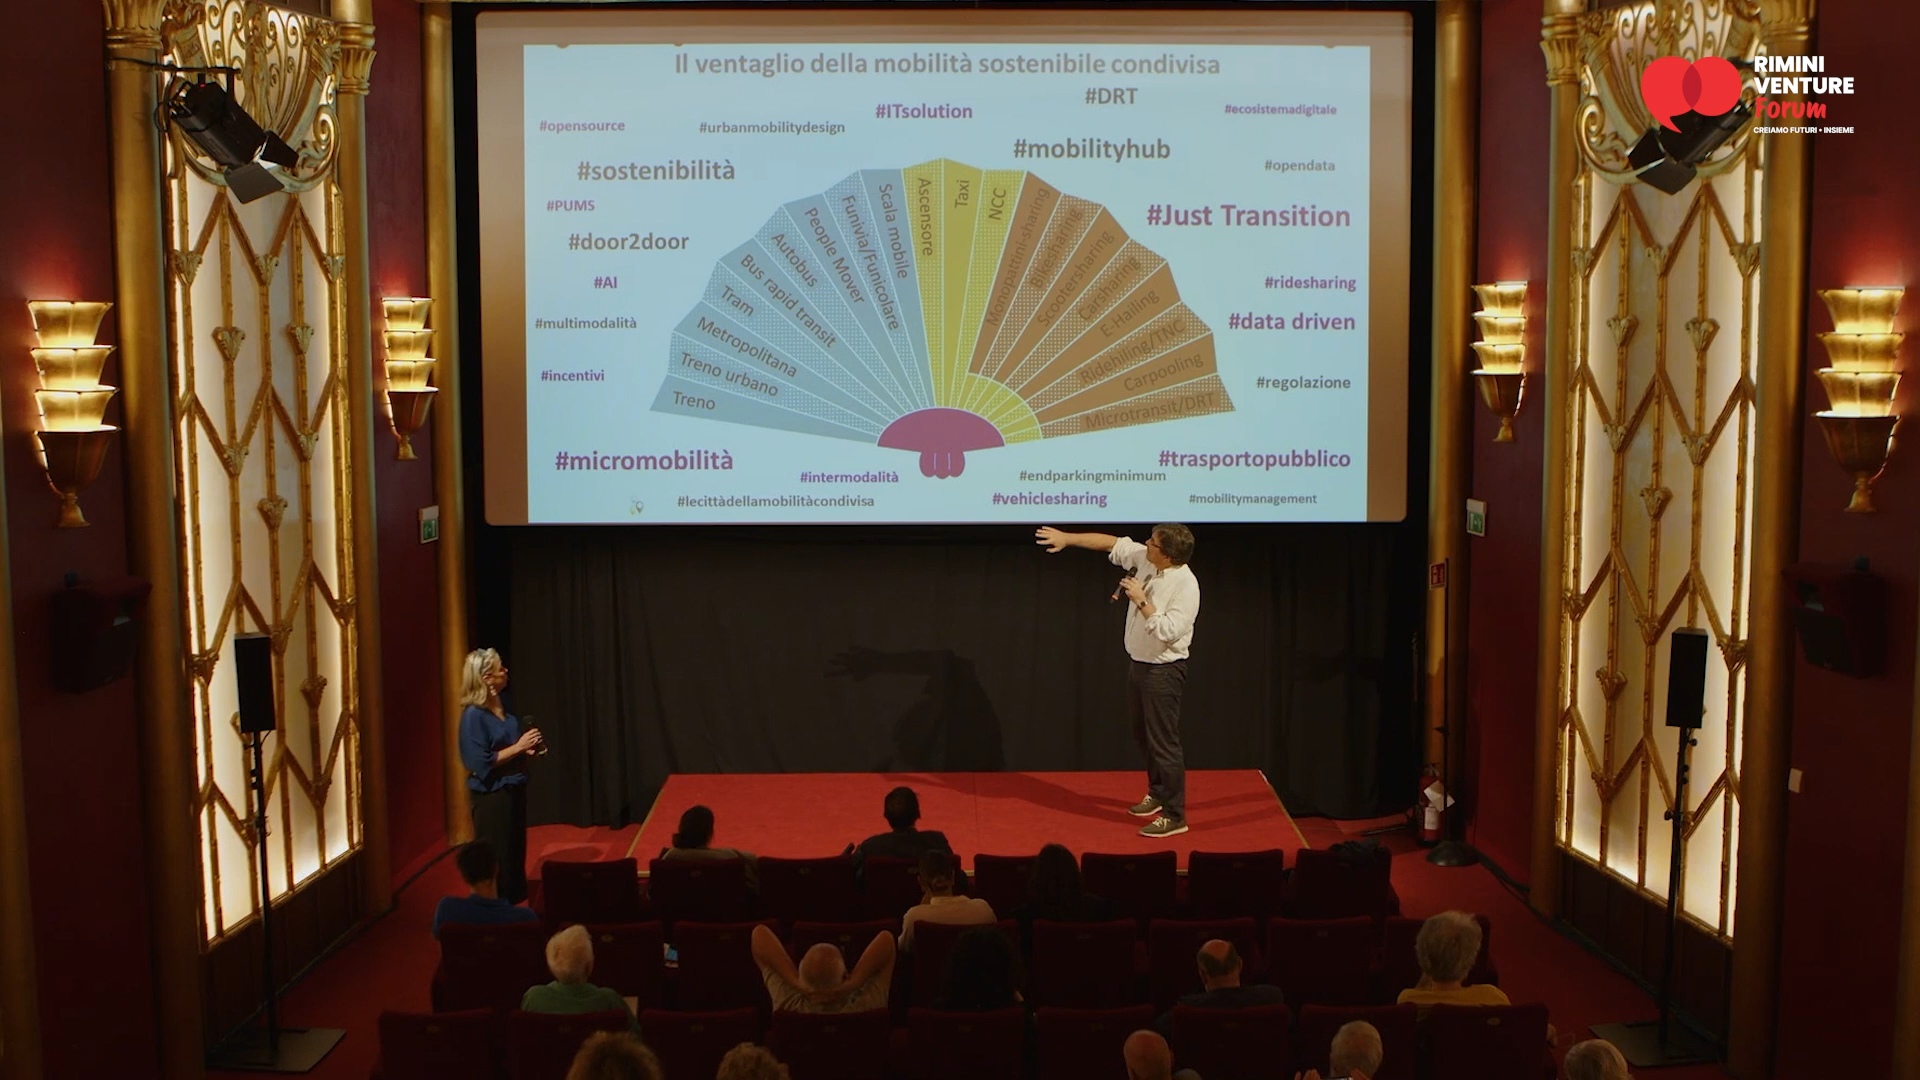 Il ventaglio della mobilità sostenibile condivisa
#DRT
#ITsolution
#ecosistemadigitale
#opensource
#urbanmobilitydesign
#mobilityhub
#sostenibilità
#opendata
#PUMS
#Just Transition
#door2door
#AI
#ridesharing
#multimodalità
#data driven
#incentivi
#regolazione
Treno
Treno urbano
Metropolitana
Tram
Bus rapid transit
Autobus
People Mover
Funivia/Funicolare
Scala mobile
Ascensore
Taxi
NCC
Monopattini-sharing
Bikesharing
Scootersharing
Carsharing
E-Hailing
Ridehiling/TNC
Carpooling
Microtransit/DRT
#micromobilità
#trasportopubblico
#intermodalità
#endparkingminimum
#lecittàdellamobilitàcondivisa
#vehiclesharing
#mobilitymanagement
RIMINI
VENTURE
Forum
CREIAMO FUTURI • INSIEME